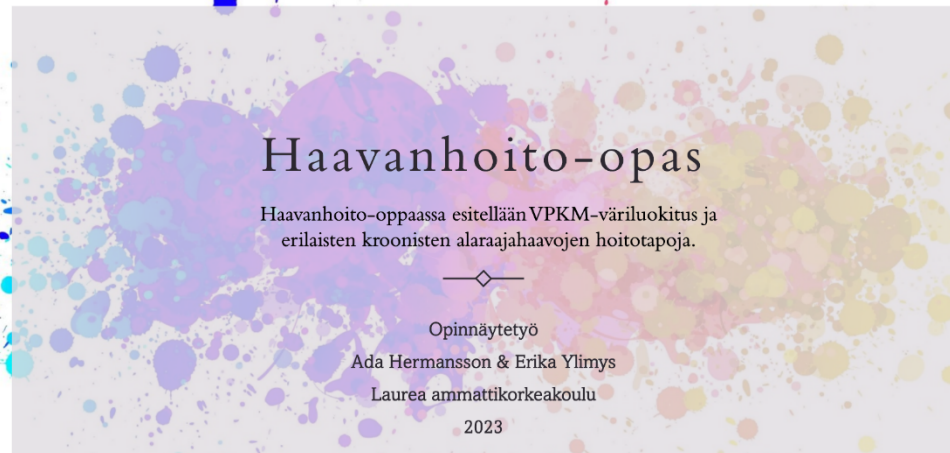 Haavanhoito-opas
Haavanhoito-oppaassa esitellään VPKM-väriluokitus ja
erilaisten kroonisten alaraajahaavojen hoitotapoja.
Opinnäytetyö
Ada Hermansson & Erika Ylimys
Laurea ammattikorkeakoulu
2023